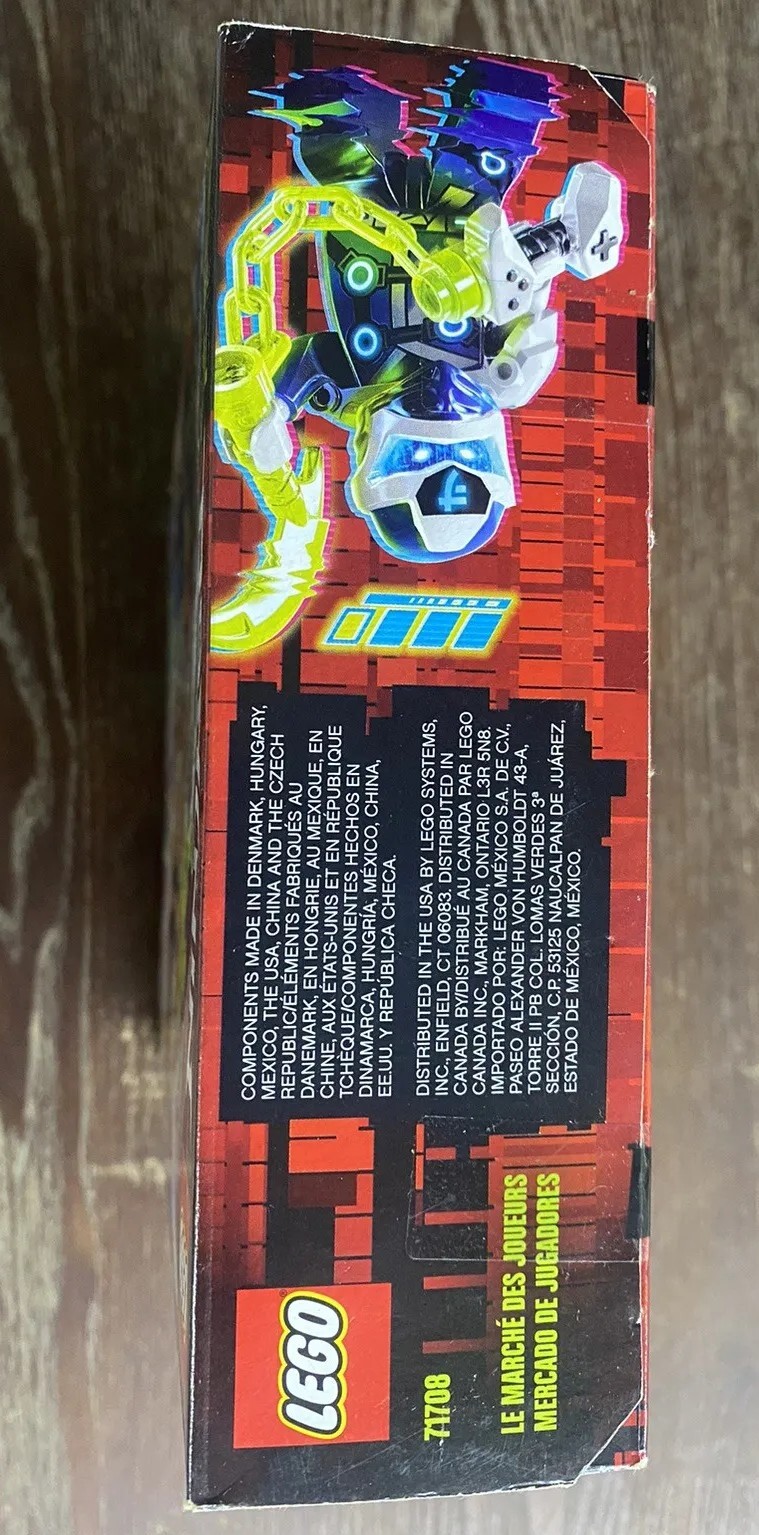 LEGO®
71708
LE MARCHÉ DES JOUEURS
MERCADO DE JUGADORES
COMPONENTS MADE IN DENMARK, HUNGARY,
MEXICO, THE USA, CHINA AND THE CZECH
REPUBLIC/ÉLÉMENTS FABRIQUÉS AU
DANEMARK, EN HONGRIE, AU MEXIQUE, EN
CHINE, AUX ÉTATS-UNIS ET EN RÉPUBLIQUE
TCHÈQUE/COMPONENTES HECHOS EN
DINAMARCA, HUNGRÍA, MÉXICO, CHINA,
EE.UU. Y REPÚBLICA CHECA.
DISTRIBUTED IN THE USA BY LEGO SYSTEMS,
INC., ENFIELD, CT 06083. DISTRIBUTED IN
CANADA BY/DISTRIBUÉ AU CANADA PAR LEGO
CANADA INC., MARKHAM, ONTARIO L3R 5N8.
IMPORTADO POR: LEGO MÉXICO S.A. DE C.V.,
PASEO ALEXANDER VON HUMBOLDT 43-A,
TORRE II PB COL. LOMAS VERDES 3ª
SECCIÓN, C.P. 53125 NAUCALPAN DE JUÁREZ,
ESTADO DE MÉXICO, MÉXICO.